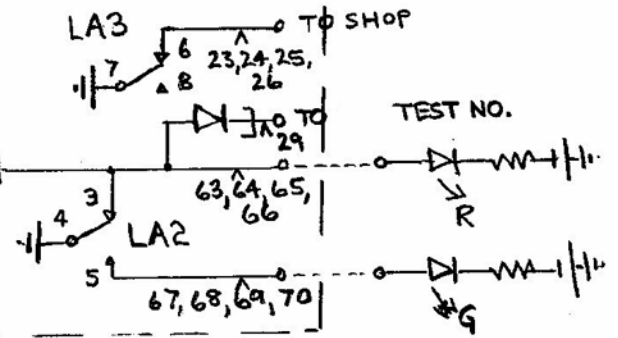 LA3
TO SHOP
6
7
8
23,24,25,
26
TO
29
TEST NO.
3
63,64,65,
66
R
4
LA2
5
67,68,69,70
G